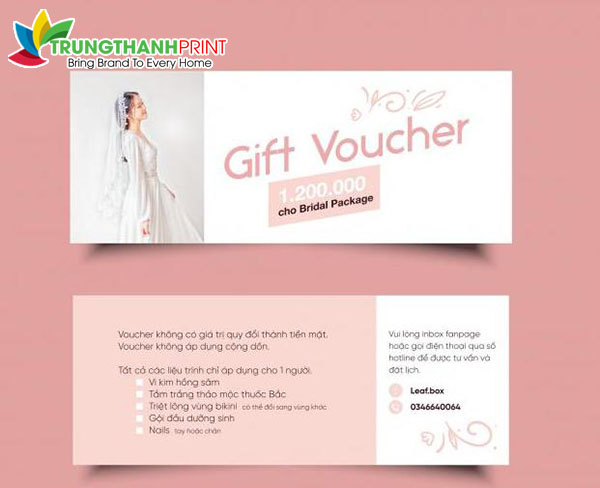 TRUNGTHANHPRINT
Bring Brand To Every Home
Gift Voucher
1.200.000
cho Bridal Package
Voucher không có giá trị quy đổi thành tiền mặt.
Voucher không áp dụng cộng dồn.
Tất cả các liệu trình chỉ áp dụng cho 1 người.
Vi kim hồng sâm
Tắm trắng thảo mộc thuốc Bắc
Triệt lông vùng bikini có thể đổi sang vùng khác
Gội đầu dưỡng sinh
Nails tay hoặc chân
Vui lòng inbox fanpage
hoặc gọi điện thoại qua số
hotline để được tư vấn và
đặt lịch.
Leaf.box
0346640064